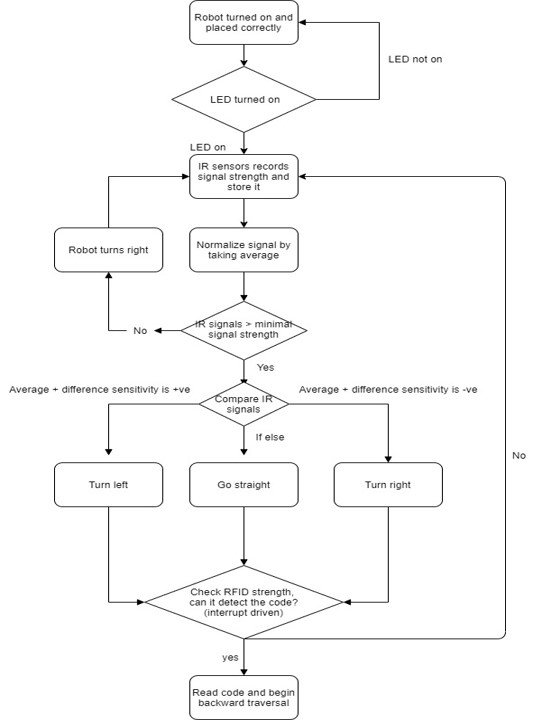 Robot turned on and
placed correctly
LED not on
LED turned on
LED on
IR sensors records
signal strength and
store it
Robot turns right
Normalize signal by
taking average
No
IR signals > minimal
signal strength
Yes
Average + difference sensitivity is +ve
Average + difference sensitivity is -ve
Compare IR
signals
If else
No
Turn left
Go straight
Turn right
Check RFID strength,
can it detect the code?
(interrupt driven)
yes
Read code and begin
backward traversal